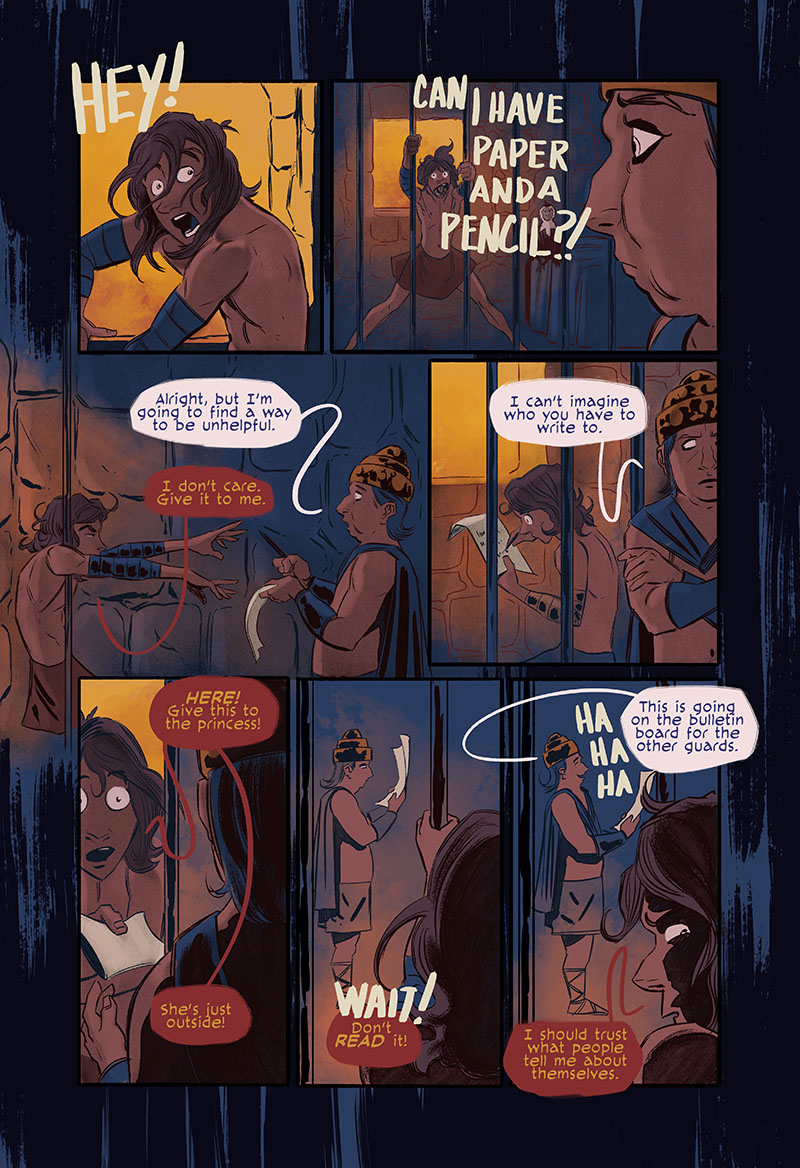 HEY!
CAN I HAVE
PAPER
AND A
PENCIL?!
Alright, but I'm
going to find a way
to be unhelpful.
I don't care.
Give it to me.
I can't imagine
who you have to
write to.
HERE!
Give this to
the princess!
She's just
outside!
WAIT!
Don't
READ it!
HA
HA
HA
This is going
on the bulletin
board for the
other guards.
I should trust
what people
tell me about
themselves.